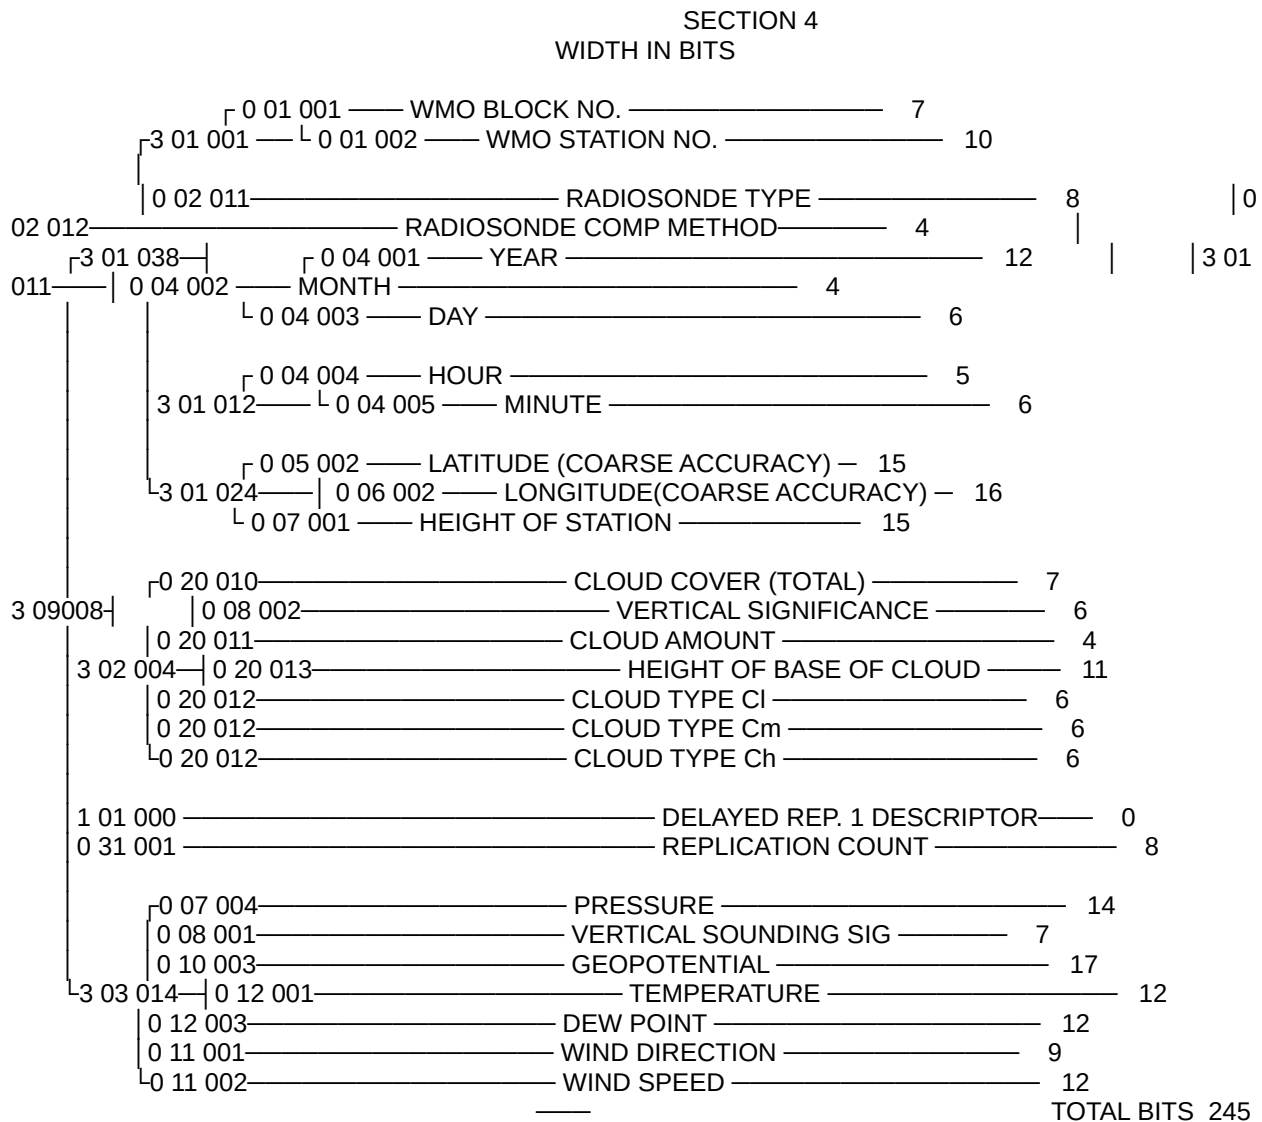 SECTION 4
WIDTH IN BITS
┌ 0 01 001 ─── WMO BLOCK NO. ────────────── 7
┌3 01 001 ──└ 0 01 002 ─── WMO STATION NO. ──────────── 10
│
│0 02 011───────────────── RADIOSONDE TYPE ──────────── 8 │0
02 012───────────────── RADIOSONDE COMP METHOD────── 4 │
┌3 01 038─┤ ┌ 0 04 001 ─── YEAR ─────────────────────── 12 │ │3 01
011───│ 0 04 002 ─── MONTH ────────────────────── 4
│ │ └ 0 04 003 ─── DAY ──────────────────────── 6
│ │
│ │ ┌ 0 04 004 ─── HOUR ─────────────────────── 5
│ │3 01 012───└ 0 04 005 ─── MINUTE ───────────────────── 6
│ │
│ │ ┌ 0 05 002 ─── LATITUDE (COARSE ACCURACY) ─ 15
│ └3 01 024───│ 0 06 002 ─── LONGITUDE(COARSE ACCURACY) ─ 16
│ └ 0 07 001 ─── HEIGHT OF STATION ────────── 15
│
│ ┌0 20 010───────────────── CLOUD COVER (TOTAL) ──────── 7
3 09008┤ │0 08 002───────────────── VERTICAL SIGNIFICANCE ────── 6
│ │0 20 011───────────────── CLOUD AMOUNT ─────────────── 4
│3 02 004─┤0 20 013───────────────── HEIGHT OF BASE OF CLOUD ──── 11
│ │0 20 012───────────────── CLOUD TYPE Cl ────────────── 6
│ │0 20 012───────────────── CLOUD TYPE Cm ────────────── 6
│ └0 20 012───────────────── CLOUD TYPE Ch ────────────── 6
│
│1 01 000 ────────────────────────── DELAYED REP. 1 DESCRIPTOR─── 0
│0 31 001 ────────────────────────── REPLICATION COUNT ────────── 8
│
│ ┌0 07 004───────────────── PRESSURE ─────────────────── 14
│ │0 08 001───────────────── VERTICAL SOUNDING SIG ────── 7
│ │0 10 003───────────────── GEOPOTENTIAL ─────────────── 17
└3 03 014─┤0 12 001───────────────── TEMPERATURE ──────────────── 12
│0 12 003───────────────── DEW POINT ────────────────── 12
│0 11 001───────────────── WIND DIRECTION ───────────── 9
└0 11 002───────────────── WIND SPEED ───────────────── 12
─── TOTAL BITS 245